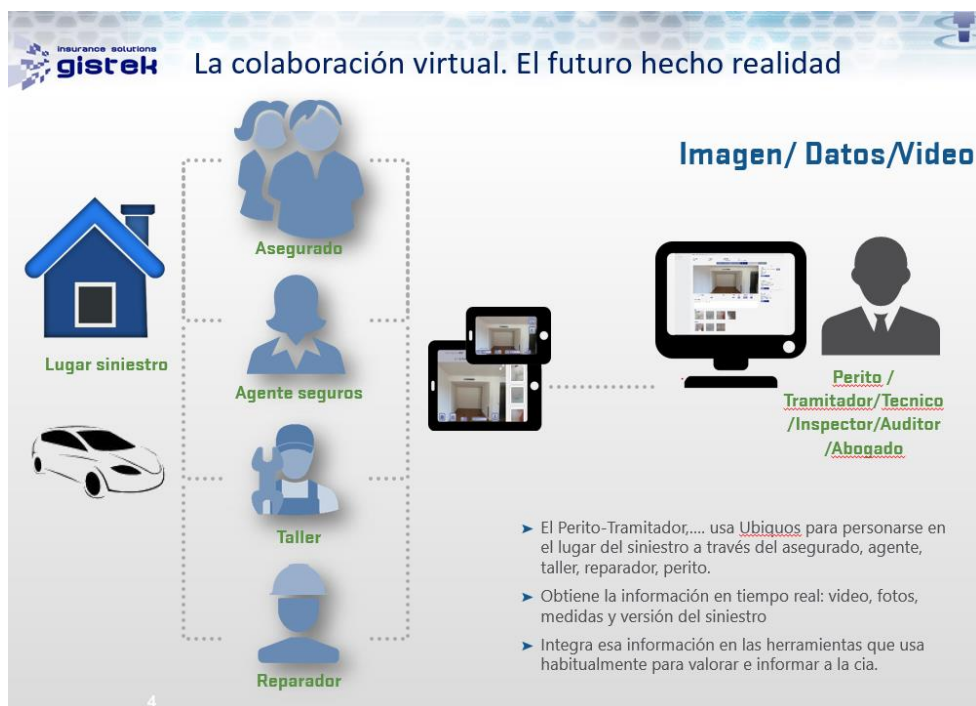 insurance solutions
gistek
La colaboración virtual. El futuro hecho realidad
Imagen/ Datos/Video
Asegurado
Lugar siniestro
Agente seguros
Perito /
Tramitador/Tecnico
/Inspector/Auditor
/Abogado
Taller
➤ El Perito-Tramitador,.... usa Ubiquos para personarse en
el lugar del siniestro a través del asegurado, agente,
taller, reparador, perito.
➤ Obtiene la información en tiempo real: video, fotos,
medidas y versión del siniestro
➤ Integra esa información en las herramientas que usa
habitualmente para valorar e informar a la cia.
Reparador
4